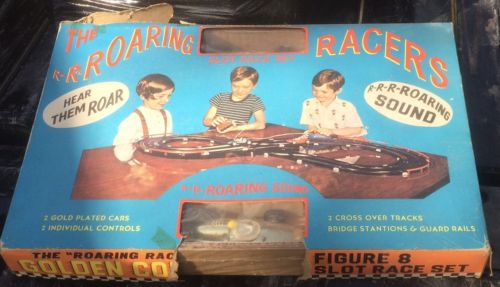 THE
R-R-ROARING
RACERS
SLOT RACE SET
HEAR
THEM ROAR
R-R-R-ROARING
SOUND
R-R-ROARING SOUND
2 GOLD PLATED CARS
2 INDIVIDUAL CONTROLS
2 CROSS OVER TRACKS
BRIDGE STANTIONS & GUARD RAILS
THE "ROARING RAC
GOLDEN GO
FIGURE 8
SLOT RACE SET